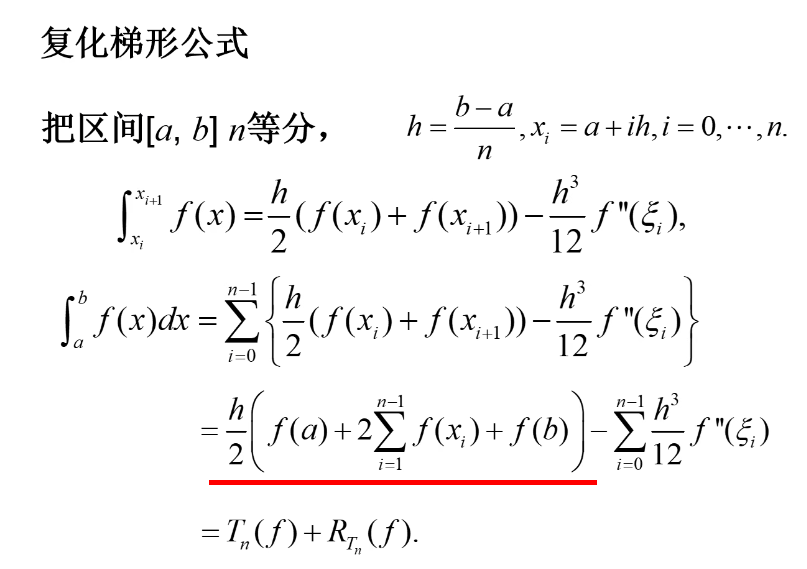 复化梯形公式
把区间[a, b] n等分， h = \frac{b-a}{n}, x_i = a + ih, i = 0, \cdots, n.
\int_{x_i}^{x_{i+1}} f(x) = \frac{h}{2}(f(x_i) + f(x_{i+1})) - \frac{h^3}{12} f''(\xi_i),
\int_a^b f(x)dx = \sum_{i=0}^{n-1} \left\{ \frac{h}{2}(f(x_i) + f(x_{i+1})) - \frac{h^3}{12} f''(\xi_i) \right\}
= \frac{h}{2} \left( f(a) + 2\sum_{i=1}^{n-1} f(x_i) + f(b) \right) - \sum_{i=0}^{n-1} \frac{h^3}{12} f''(\xi_i)
= T_n(f) + R_{T_n}(f).